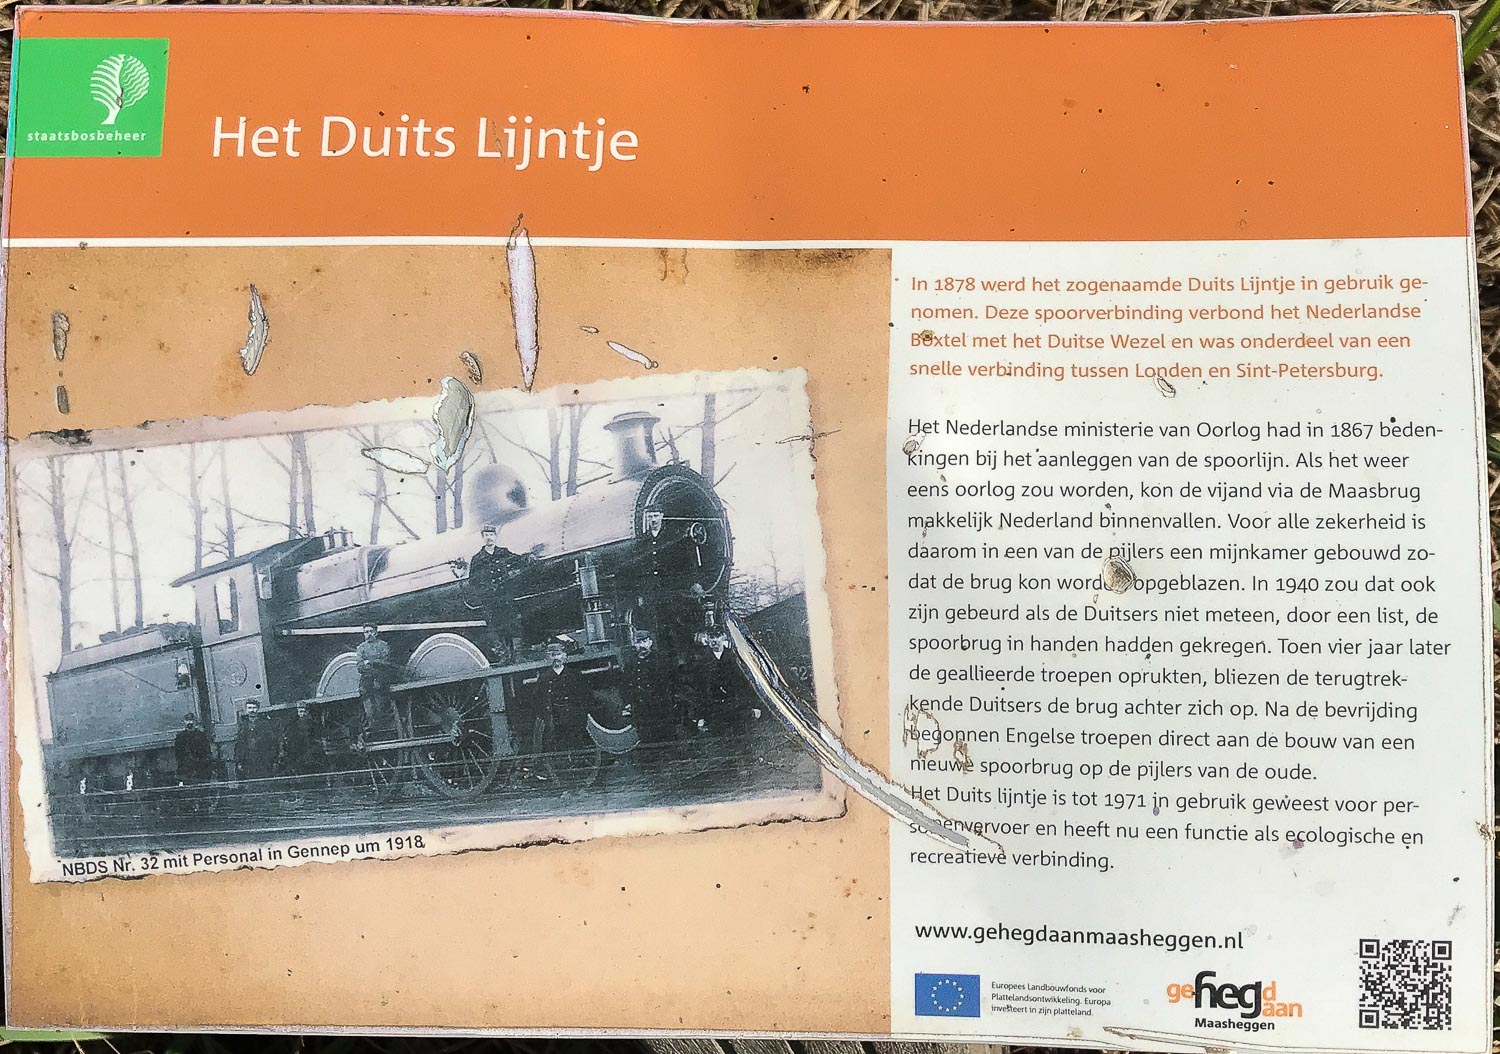 staatsbosbeheer
Het Duits Lijntje
In 1878 werd het zogenaamde Duits Lijntje in gebruik ge-
nomen. Deze spoorverbinding verbond het Nederlandse
Boxtel met het Duitse Wezel en was onderdeel van een
snelle verbinding tussen Londen en Sint-Petersburg.
Het Nederlandse ministerie van Oorlog had in 1867 beden-
kingen bij het aanleggen van de spoorlijn. Als het weer
eens oorlog zou worden, kon de vijand via de Maasbrug
makkelijk Nederland binnenvallen. Voor alle zekerheid is
daarom in een van de pijlers een mijnkamer gebouwd zo-
dat de brug kon worden opgeblazen. In 1940 zou dat ook
zijn gebeurd als de Duitsers niet meteen, door een list, de
spoorbrug in handen hadden gekregen. Toen vier jaar later
de geallieerde troepen oprukten, bliezen de terugtrek-
kende Duitsers de brug achter zich op. Na de bevrijding
begonnen Engelse troepen direct aan de bouw van een
nieuwe spoorbrug op de pijlers van de oude.
Het Duits lijntje is tot 1971 in gebruik geweest voor per-
sonenvervoer en heeft nu een functie als ecologische en
recreatieve verbinding.
NBDS Nr. 32 mit Personal in Gennep um 1918
www.gehegdaanmaasheggen.nl
Europees Landbouwfonds voor
Plattelandsontwikkeling. Europa
investeert in zijn platteland.
gehegd
aan
Maasheggen